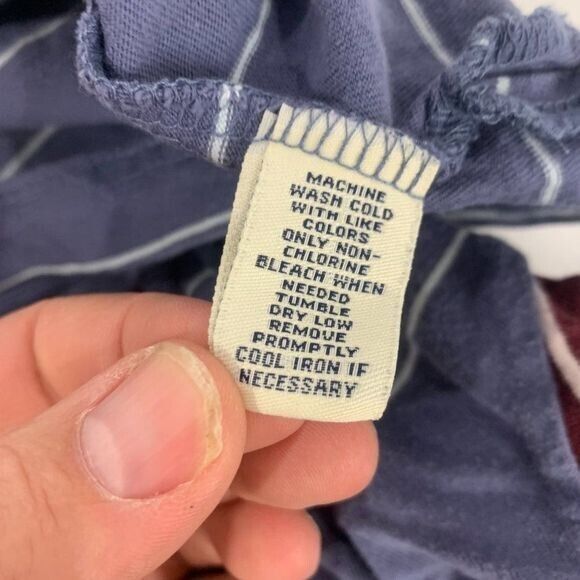 MACHINE
WASH COLD
WITH LIKE
COLORS
ONLY NON-
CHLORINE
BLEACH WHEN
NEEDED
TUMBLE
DRY LOW
REMOVE
PROMPTLY
COOL IRON IF
NECESSARY